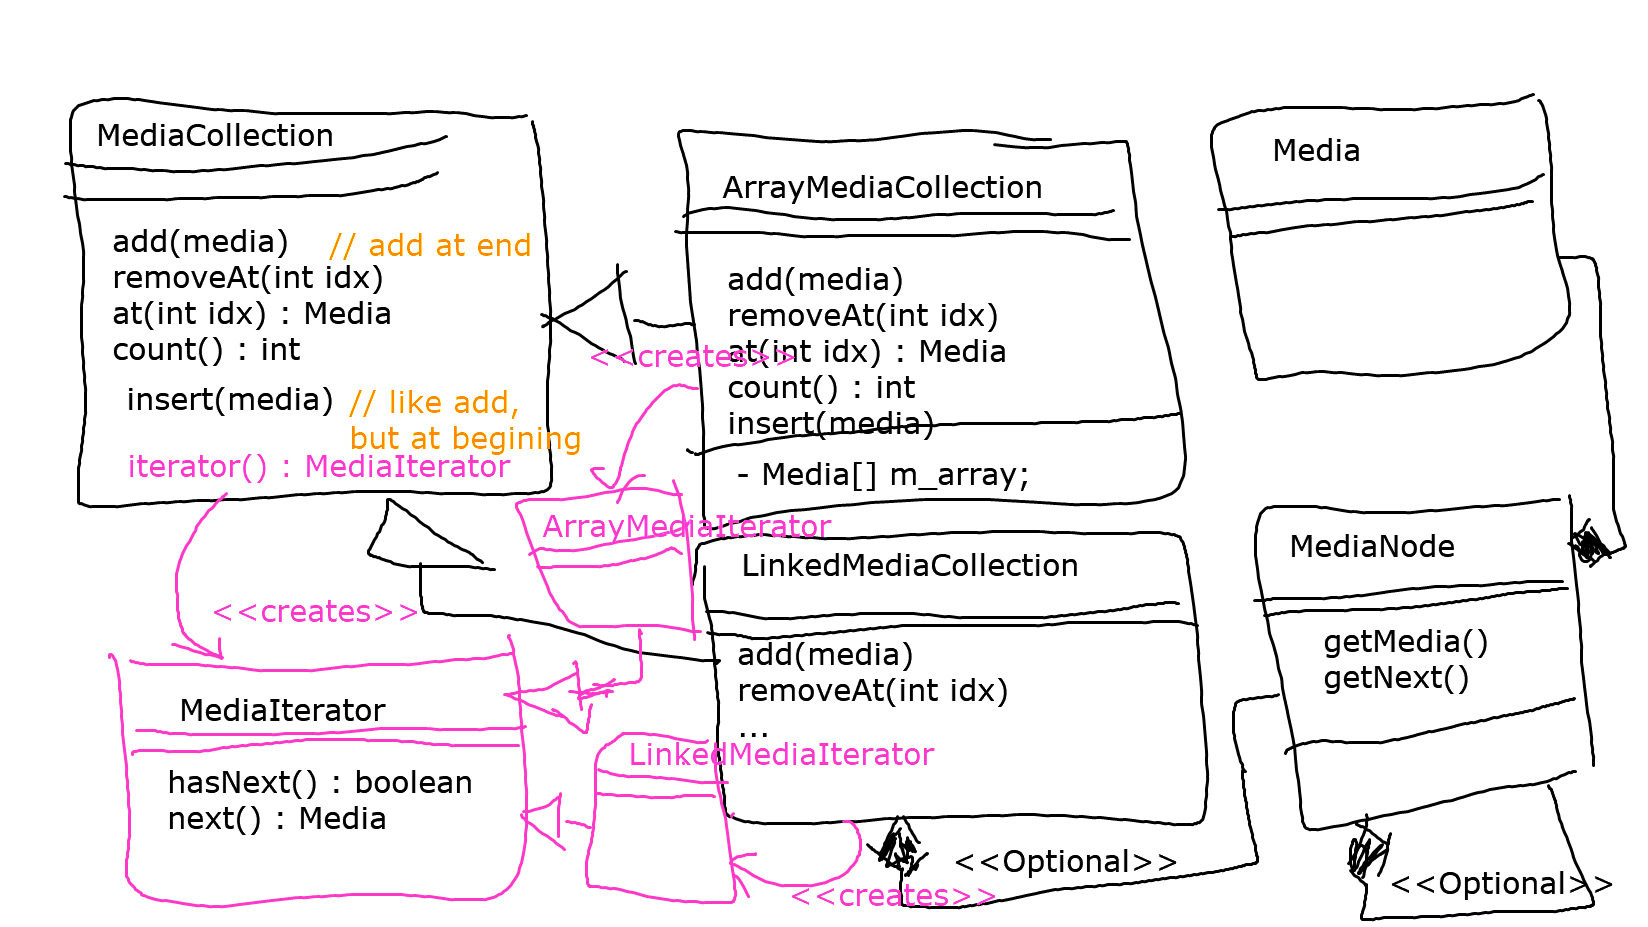 MediaCollection
add(media) // add at end
removeAt(int idx)
at(int idx) : Media
count() : int
insert(media) // like add,
but at begining
iterator() : MediaIterator
<<creates>>
ArrayMediaCollection
add(media)
removeAt(int idx)
at(int idx) : Media
count() : int
insert(media)
- Media[] m_array;
<<creates>>
Media
ArrayMediaIterator
LinkedMediaCollection
add(media)
removeAt(int idx)
...
MediaNode
getMedia()
getNext()
MediaIterator
hasNext() : boolean
next() : Media
LinkedMediaIterator
<<creates>>
<<Optional>>
<<Optional>>